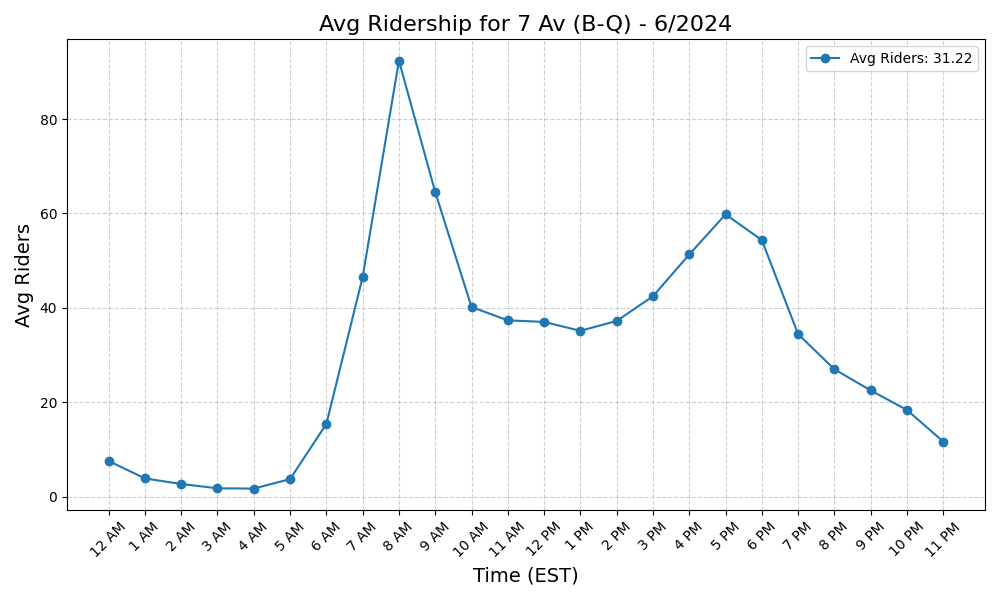 Avg Ridership for 7 Av (B-Q) - 6/2024
Avg Riders: 31.22
Avg Riders
80
60
40
20
0
12 AM
1 AM
2 AM
3 AM
4 AM
5 AM
6 AM
7 AM
8 AM
9 AM
10 AM
11 AM
12 PM
1 PM
2 PM
3 PM
4 PM
5 PM
6 PM
7 PM
8 PM
9 PM
10 PM
11 PM
Time (EST)